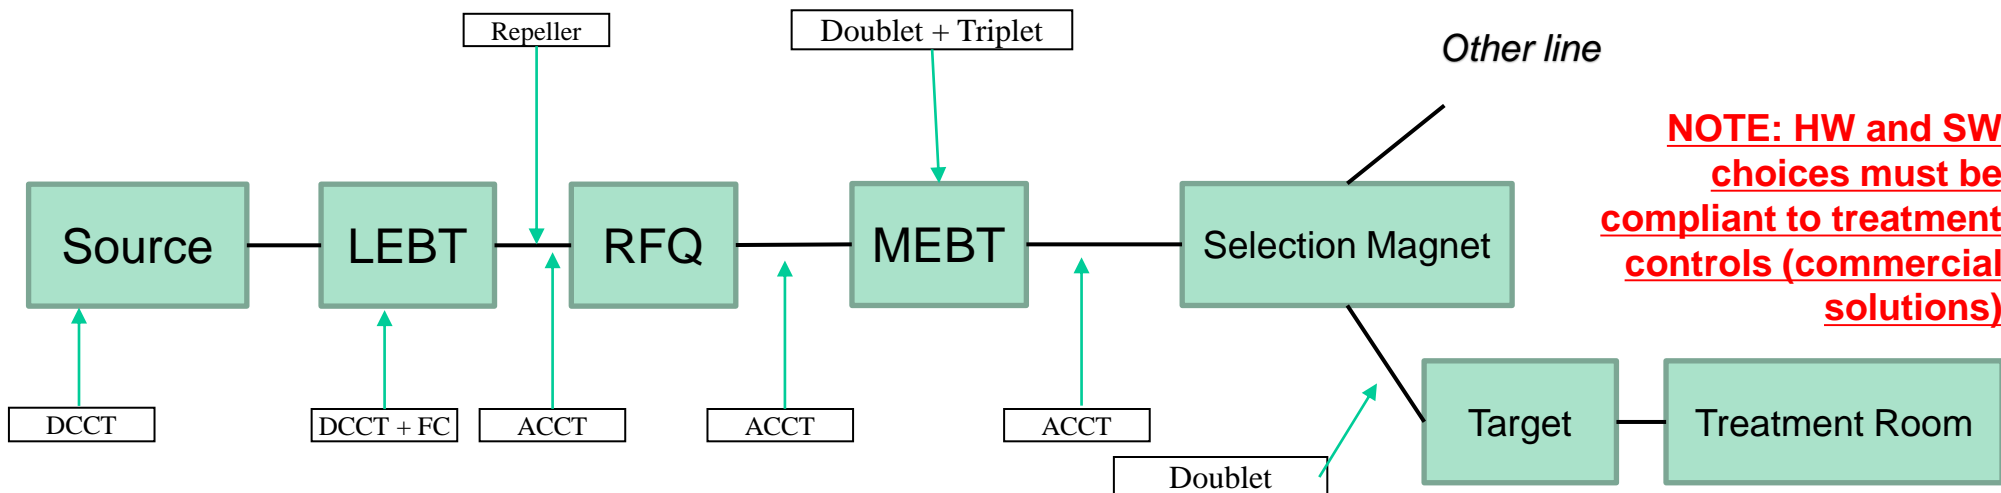 Repeller
Doublet + Triplet
Other line
NOTE: HW and SW
choices must be
compliant to treatment
controls (commercial
solutions)
Source
LEBT
RFQ
MEBT
Selection Magnet
Target
Treatment Room
DCCT
DCCT + FC
ACCT
ACCT
ACCT
Doublet